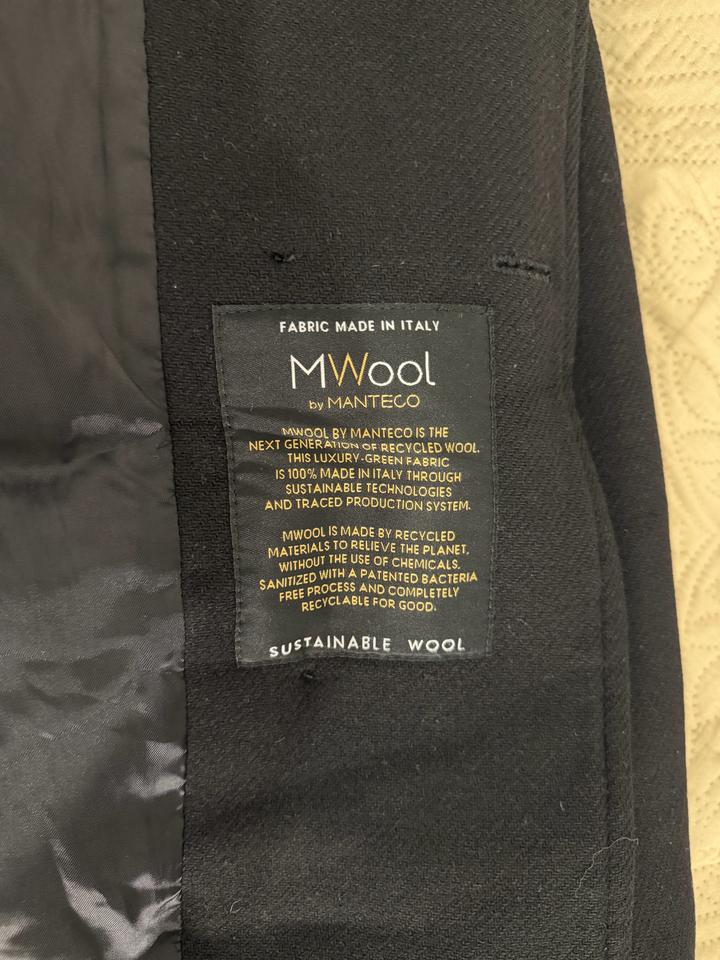 FABRIC MADE IN ITALY
MWool
by MANTECO
MWOOL BY MANTECO IS THE
NEXT GENERATION OF RECYCLED WOOL.
THIS LUXURY-GREEN FABRIC
IS 100% MADE IN ITALY THROUGH
SUSTAINABLE TECHNOLOGIES
AND TRACED PRODUCTION SYSTEM.
MWOOL IS MADE BY RECYCLED
MATERIALS TO RELIEVE THE PLANET,
WITHOUT THE USE OF CHEMICALS,
SANITIZED WITH A PATENTED BACTERIA
FREE PROCESS AND COMPLETELY
RECYCLABLE FOR GOOD.
SUSTAINABLE WOOL